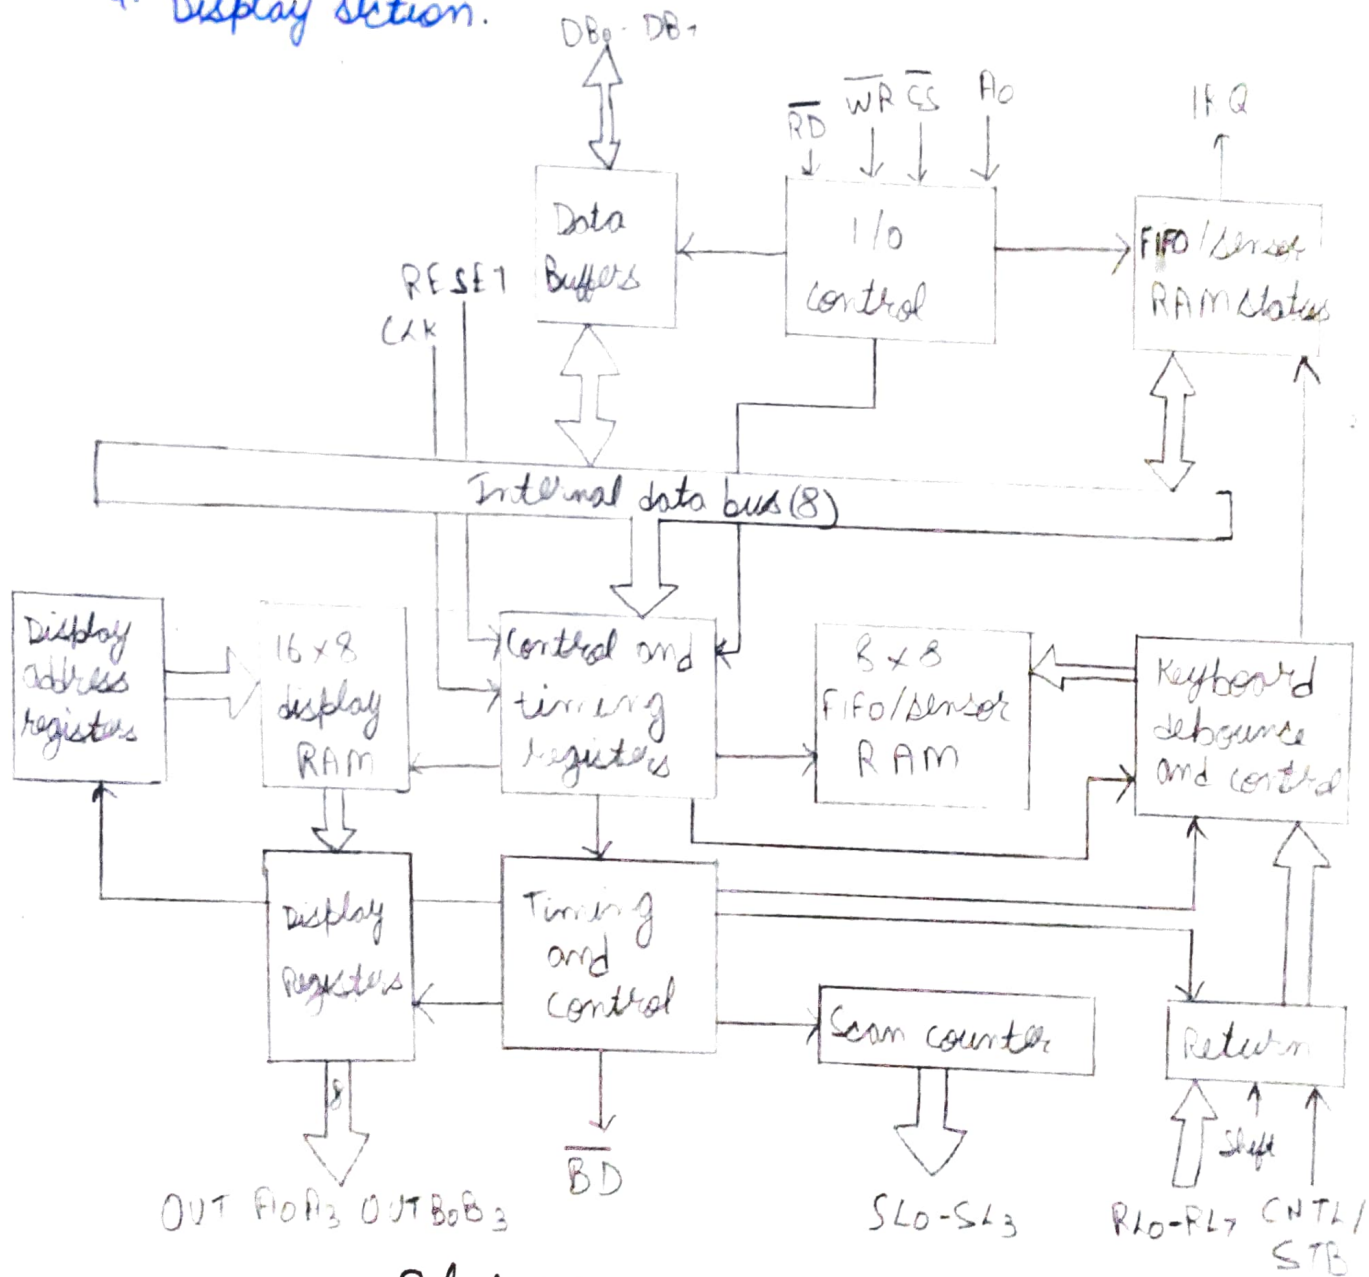 4. Display section.
DB0 - DB7
RD WR CS A0
IRQ
Data
Buffers
I/O
control
FIFO/sensor
RAM status
RESET
CLK
Internal data bus (8)
Display
address
registers
16 x 8
display
RAM
Control and
timing
registers
8 x 8
FIFO/sensor
RAM
Keyboard
debounce
and control
Display
Registers
Timing
and
control
Scan counter
Return
8
Shift
BD
OUT A0A3 OUT B0B3
SL0-SL3
RL0-RL7
CNTL/
STB